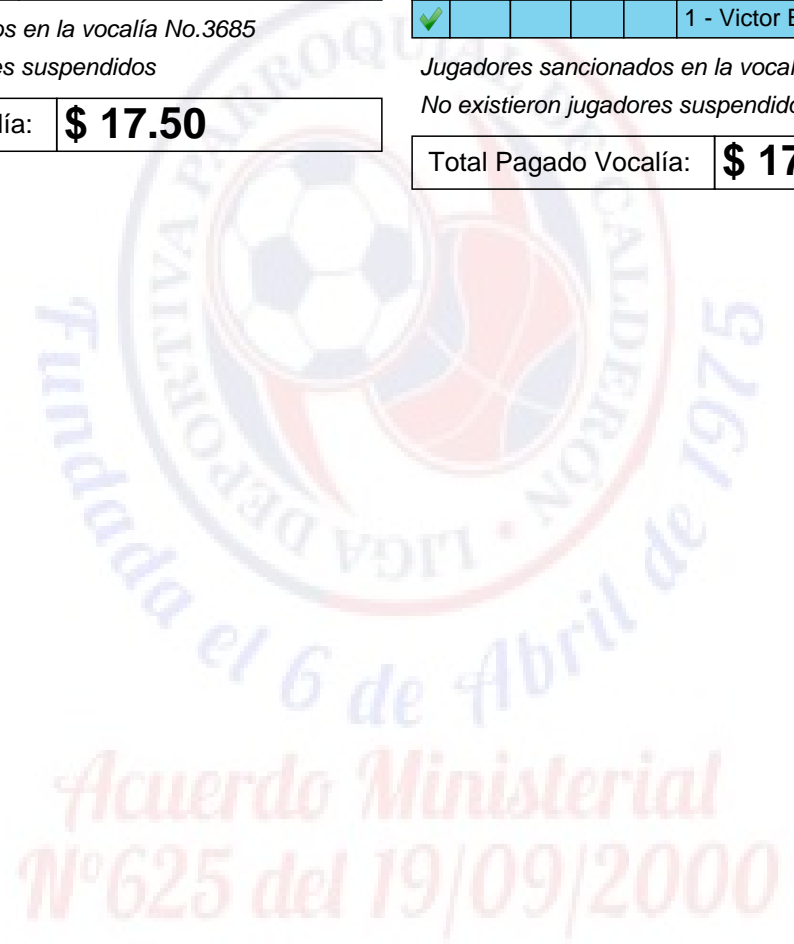 os en la vocalía No.3685
es suspendidos
lía: $ 17.50
1 - Victor E
Jugadores sancionados en la vocal
No existieron jugadores suspendido
Total Pagado Vocalía: $ 17
LIGA DEPORTIVA PARROQUIAL DE CALDERÓN •
Fundada el 6 de Abril de 1975
Acuerdo Ministerial
Nº625 del 19/09/2000